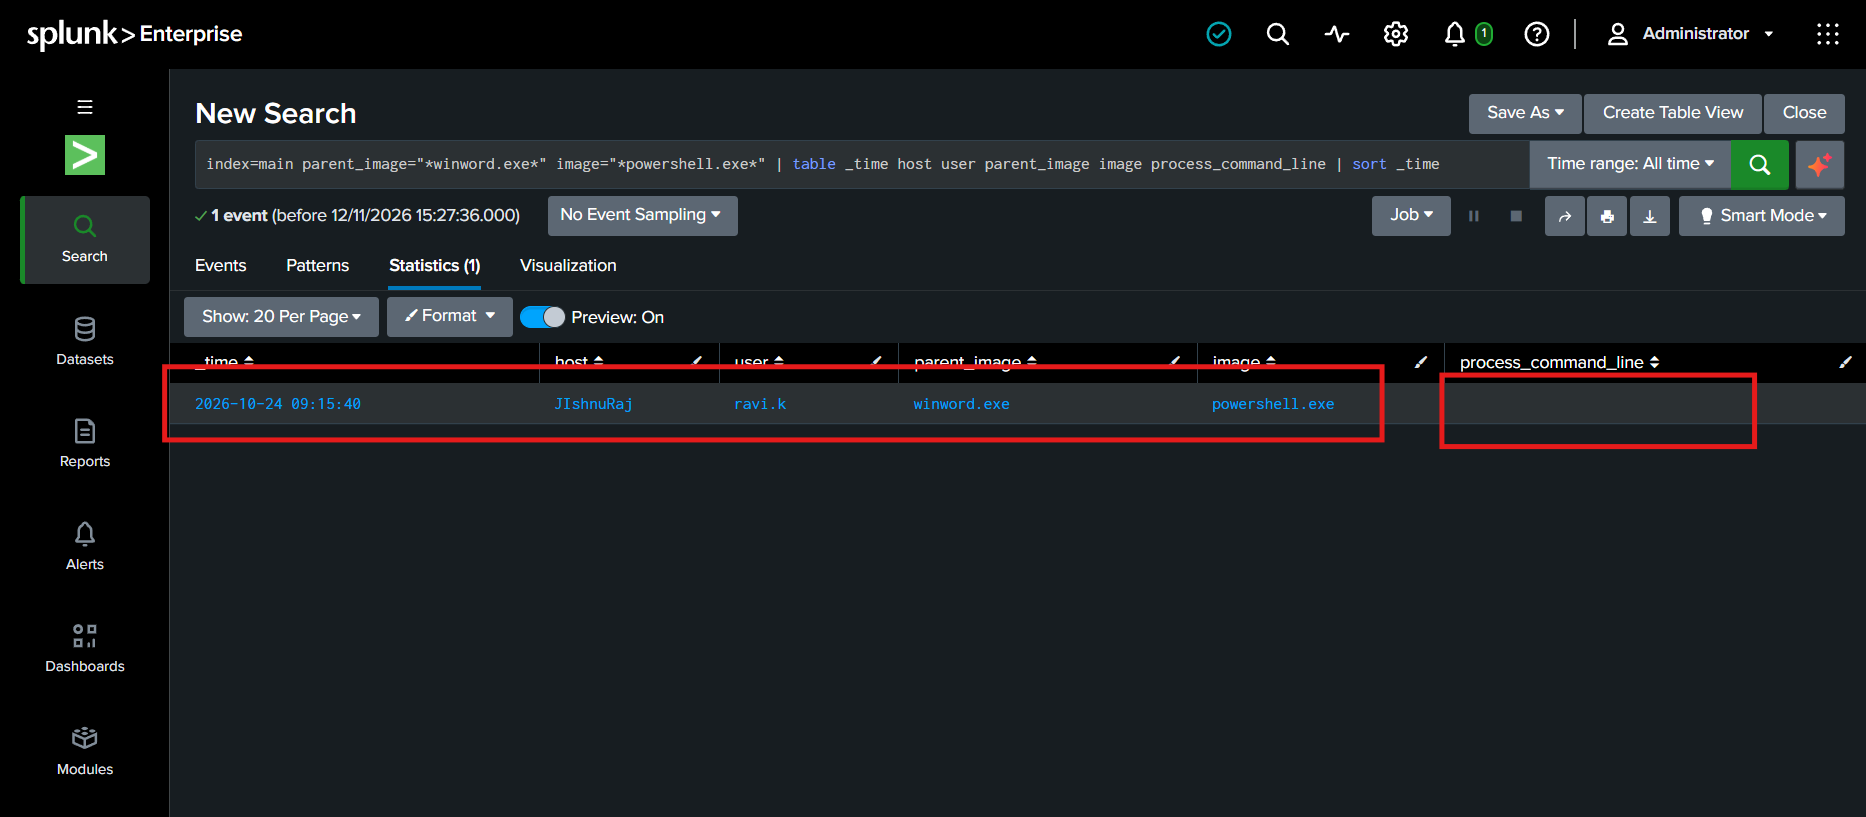 splunk>Enterprise
1
Administrator
New Search
Save As
Create Table View
Close
index=main parent_image="*winword.exe*" image="*powershell.exe*" | table _time host user parent_image image process_command_line | sort _time
Time range: All time
1 event (before 12/11/2026 15:27:36.000)
No Event Sampling
Job
Smart Mode
Search
Events
Patterns
Statistics (1)
Visualization
Show: 20 Per Page
Format
Preview: On
Datasets
_time
host
user
parent_image
image
process_command_line
2026-10-24 09:15:40
JIshnuRaj
ravi.k
winword.exe
powershell.exe
Reports
Alerts
Dashboards
Modules